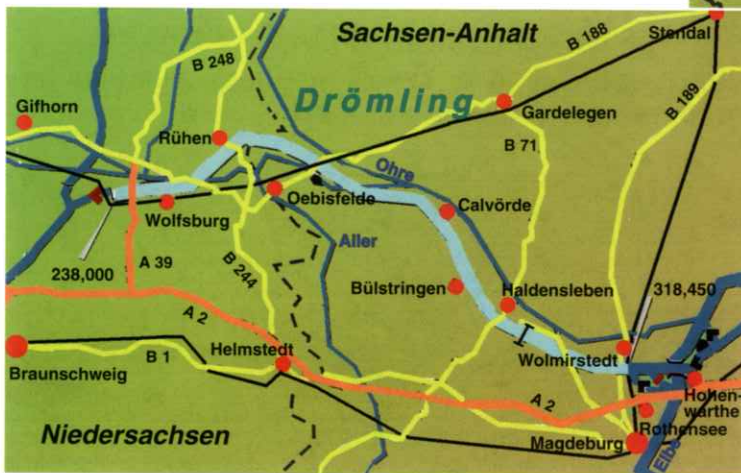 Sachsen-Anhalt
B 188
Stendal
B 248
B 189
Gifhorn
Drömling
Gardelegen
Rühen
B 71
Ohre
Oebisfelde
Calvörde
Wolfsburg
Aller
238,000
A 39
B 244
Bülstringen
Haldensleben
318,450
A 2
B 1
Helmstedt
Wolmirstedt
Braunschweig
A 2
Hohen-
warthe
Rothensee
Niedersachsen
Magdeburg
Elbe